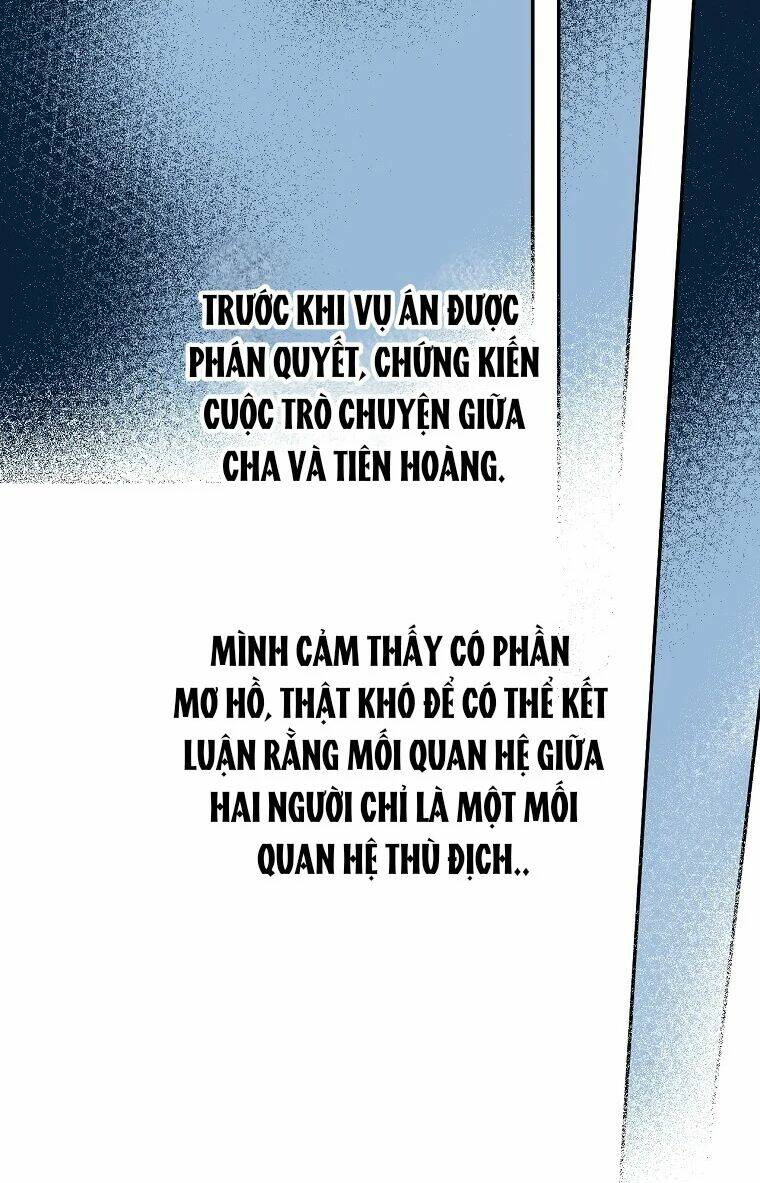 TRƯỚC KHI VỤ ÁN ĐƯỢC
PHÁN QUYẾT, CHỨNG KIẾN
CUỘC TRÒ CHUYỆN GIỮA
CHA VÀ TIÊN HOÀNG.
MÌNH CẢM THẤY CÓ PHẦN
MƠ HỒ, THẬT KHÓ ĐỂ CÓ THỂ KẾT
LUẬN RẰNG MỐI QUAN HỆ GIỮA
HAI NGƯỜI CHỈ LÀ MỘT MỐI
QUAN HỆ THÙ ĐỊCH..